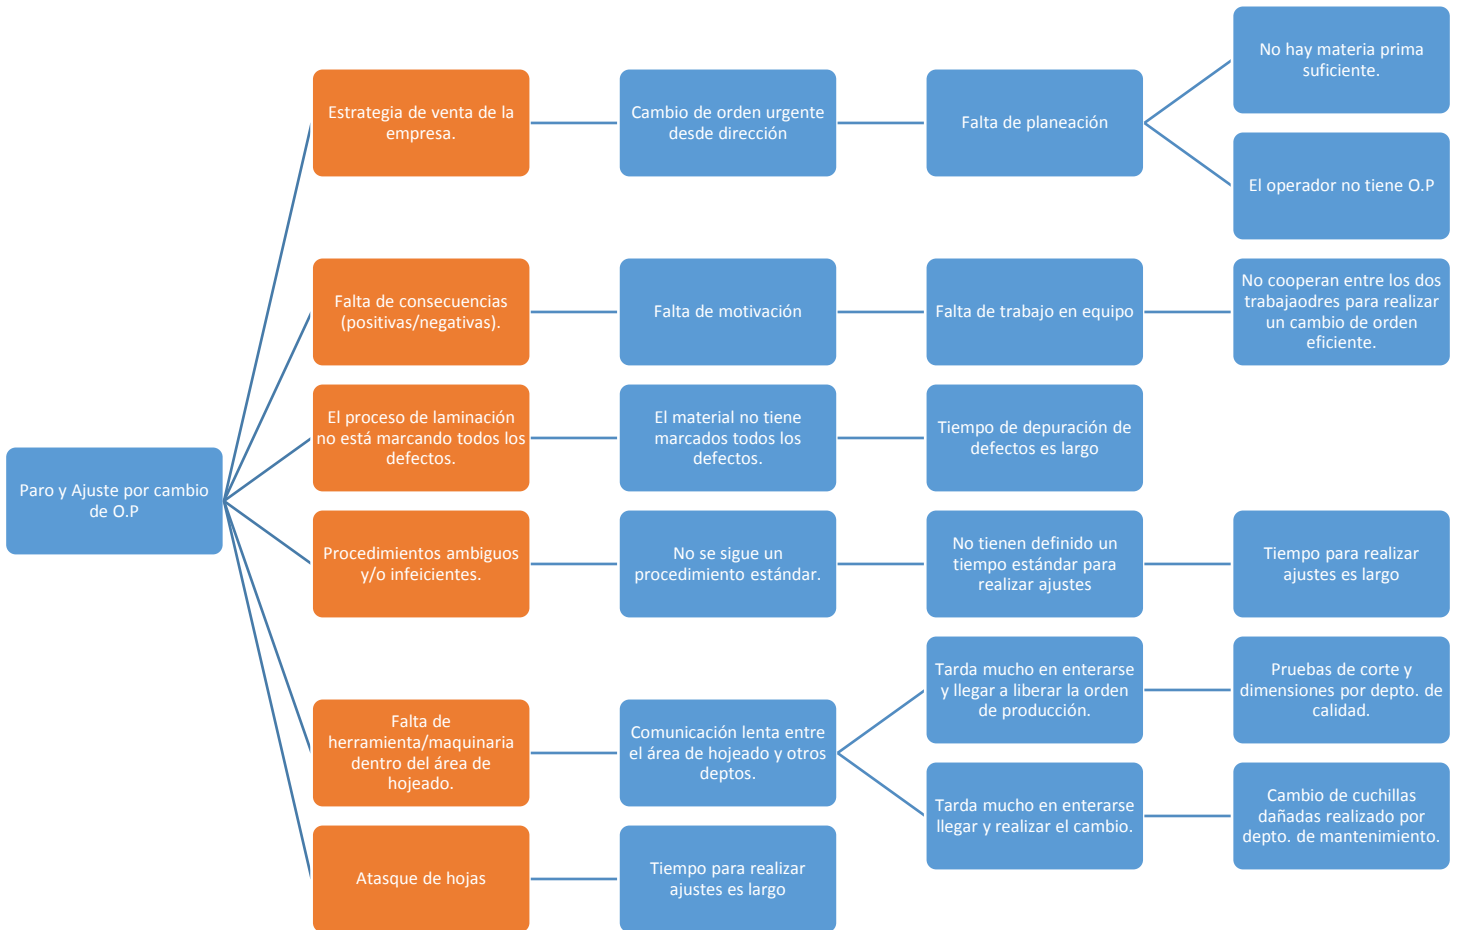 Paro y Ajuste por cambio
de O.P
Estrategia de venta de la
empresa.
Cambio de orden urgente
desde dirección
Falta de planeación
No hay materia prima
suficiente.
El operador no tiene O.P
Falta de consecuencias
(positivas/negativas).
Falta de motivación
Falta de trabajo en equipo
No cooperan entre los dos
trabajaodres para realizar
un cambio de orden
eficiente.
El proceso de laminación
no está marcando todos los
defectos.
El material no tiene
marcados todos los
defectos.
Tiempo de depuración de
defectos es largo
Procedimientos ambiguos
y/o infeicientes.
No se sigue un
procedimiento estándar.
No tienen definido un
tiempo estándar para
realizar ajustes
Tiempo para realizar
ajustes es largo
Falta de
herramienta/maquinaria
dentro del área de
hojeado.
Comunicación lenta entre
el área de hojeado y otros
deptos.
Tarda mucho en enterarse
y llegar a liberar la orden
de producción.
Pruebas de corte y
dimensiones por depto. de
calidad.
Tarda mucho en enterarse
llegar y realizar el cambio.
Cambio de cuchillas
dañadas realizado por
depto. de mantenimiento.
Atasque de hojas
Tiempo para realizar
ajustes es largo